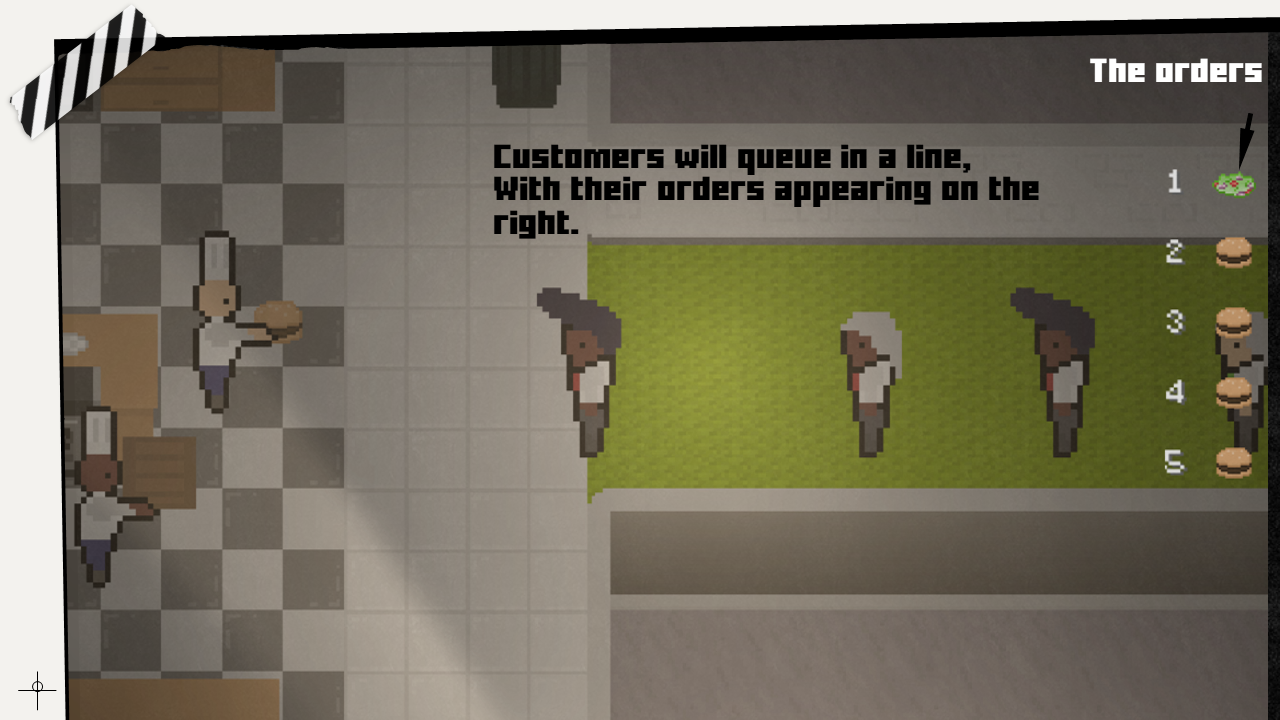 The orders
Customers will queue in a line,
With their orders appearing on the
right.
1
2
3
4
5